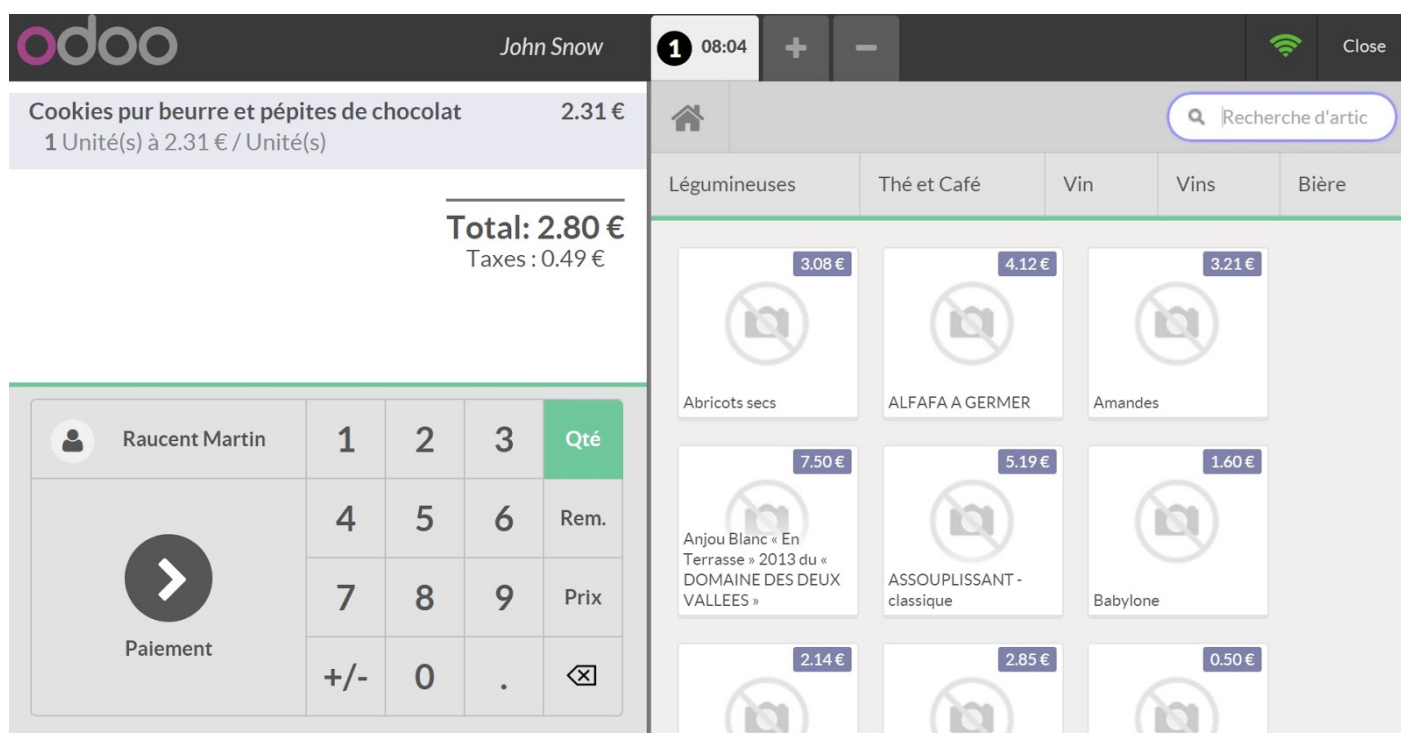 odoo
John Snow
1 08:04 + -
Close
Cookies pur beurre et pépites de chocolat 2.31 €
1 Unité(s) à 2.31 € / Unité(s)
Total: 2.80 €
Taxes : 0.49 €
Raucent Martin
1 2 3 Qté
4 5 6 Rem.
7 8 9 Prix
+/- 0 .
Paiement
Recherche d'artic
Légumineuses Thé et Café Vin Vins Bière
3.08 € 4.12 € 3.21 €
Abricots secs ALFAFA A GERMER Amandes
7.50 € 5.19 € 1.60 €
Anjou Blanc « En
Terrasse » 2013 du «
DOMAINE DES DEUX
VALLEES »
ASSOUPLISSANT -
classique
Babylone
2.14 € 2.85 € 0.50 €